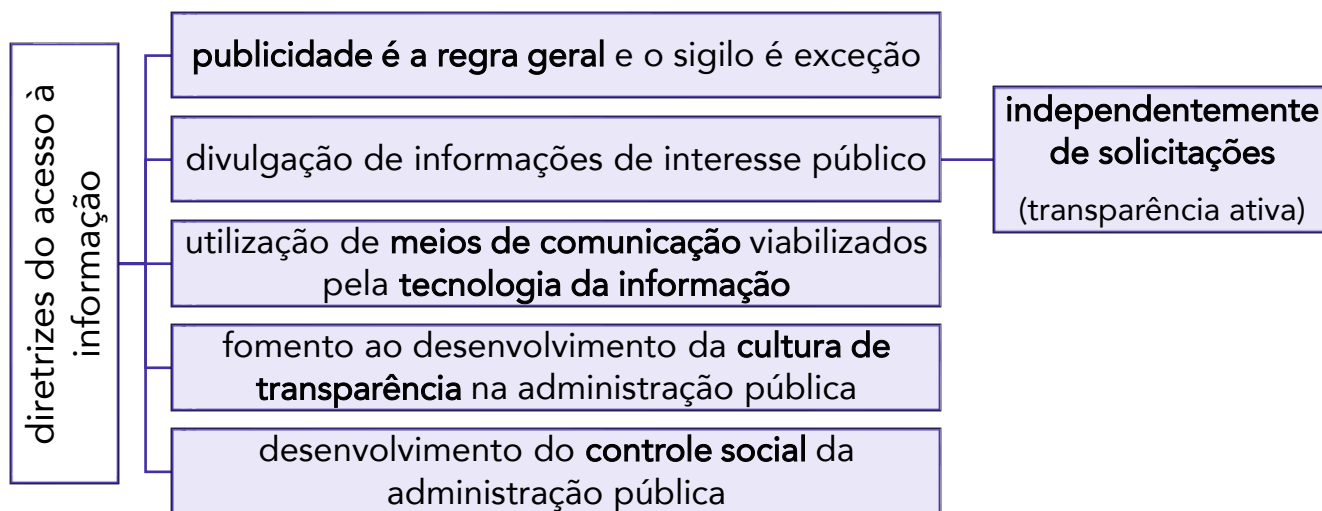 diretrizes do acesso à
informação
publicidade é a regra geral e o sigilo é exceção
divulgação de informações de interesse público
independentemente
de solicitações
(transparência ativa)
utilização de meios de comunicação viabilizados
pela tecnologia da informação
fomento ao desenvolvimento da cultura de
transparência na administração pública
desenvolvimento do controle social da
administração pública